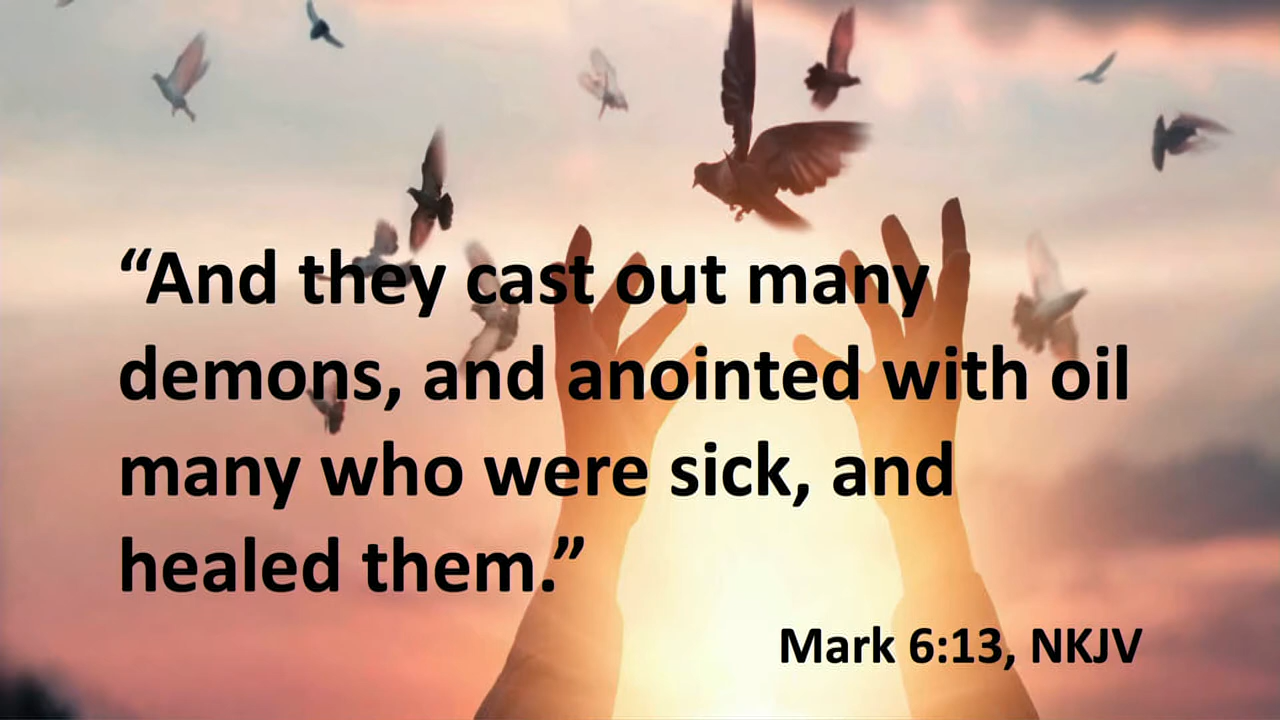 “And they cast out many
demons, and anointed with oil
many who were sick, and
healed them.”
Mark 6:13, NKJV